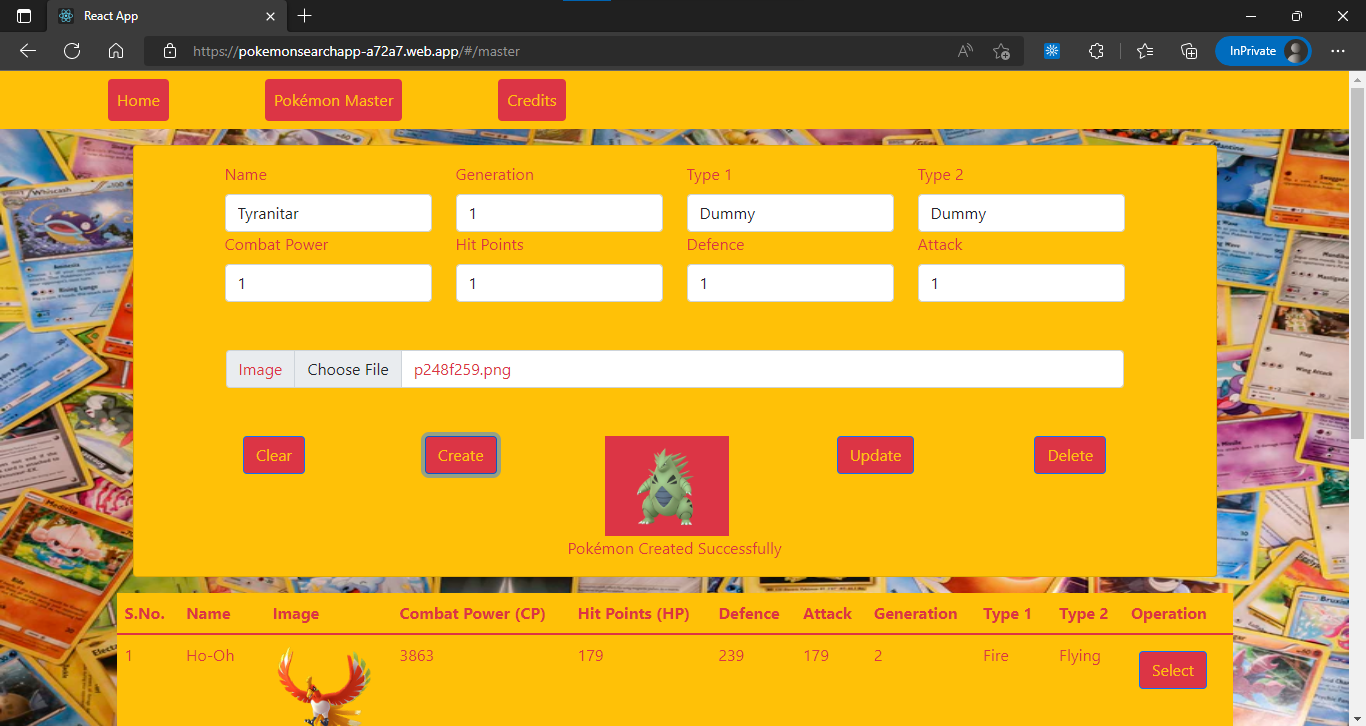 React App
https://pokemonsearchapp-a72a7.web.app/#/master
InPrivate
Home Pokémon Master Credits
Name Generation Type 1 Type 2
Tyranitar 1 Dummy Dummy
Combat Power Hit Points Defence Attack
1 1 1 1
Image Choose File p248f259.png
Clear Create Update Delete
Pokémon Created Successfully
S.No. Name Image Combat Power (CP) Hit Points (HP) Defence Attack Generation Type 1 Type 2 Operation
1 Ho-Oh 3863 179 239 179 2 Fire Flying Select
Whiscash